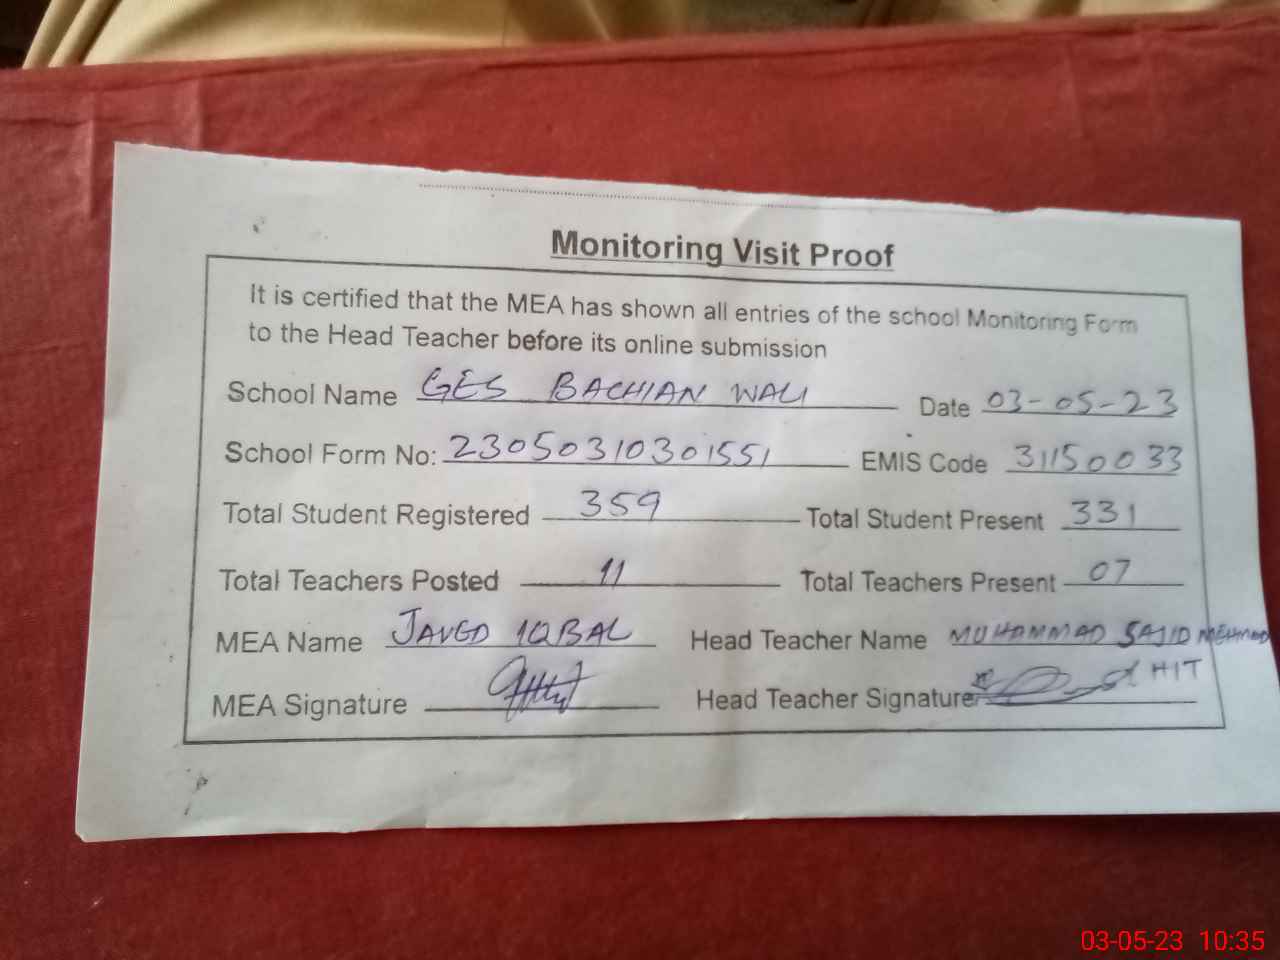 Monitoring Visit Proof
It is certified that the MEA has shown all entries of the school Monitoring Form
to the Head Teacher before its online submission
School Name GES BACHIAN WALI Date 03-05-23
School Form No: 23050310301551 EMIS Code 31150033
Total Student Registered 359 Total Student Present 331
Total Teachers Posted 11 Total Teachers Present 07
MEA Name JAVED IQBAL Head Teacher Name MUHAMMAD SAJID MEHMOOD
MEA Signature Head Teacher Signature HIT
03-05-23 10:35